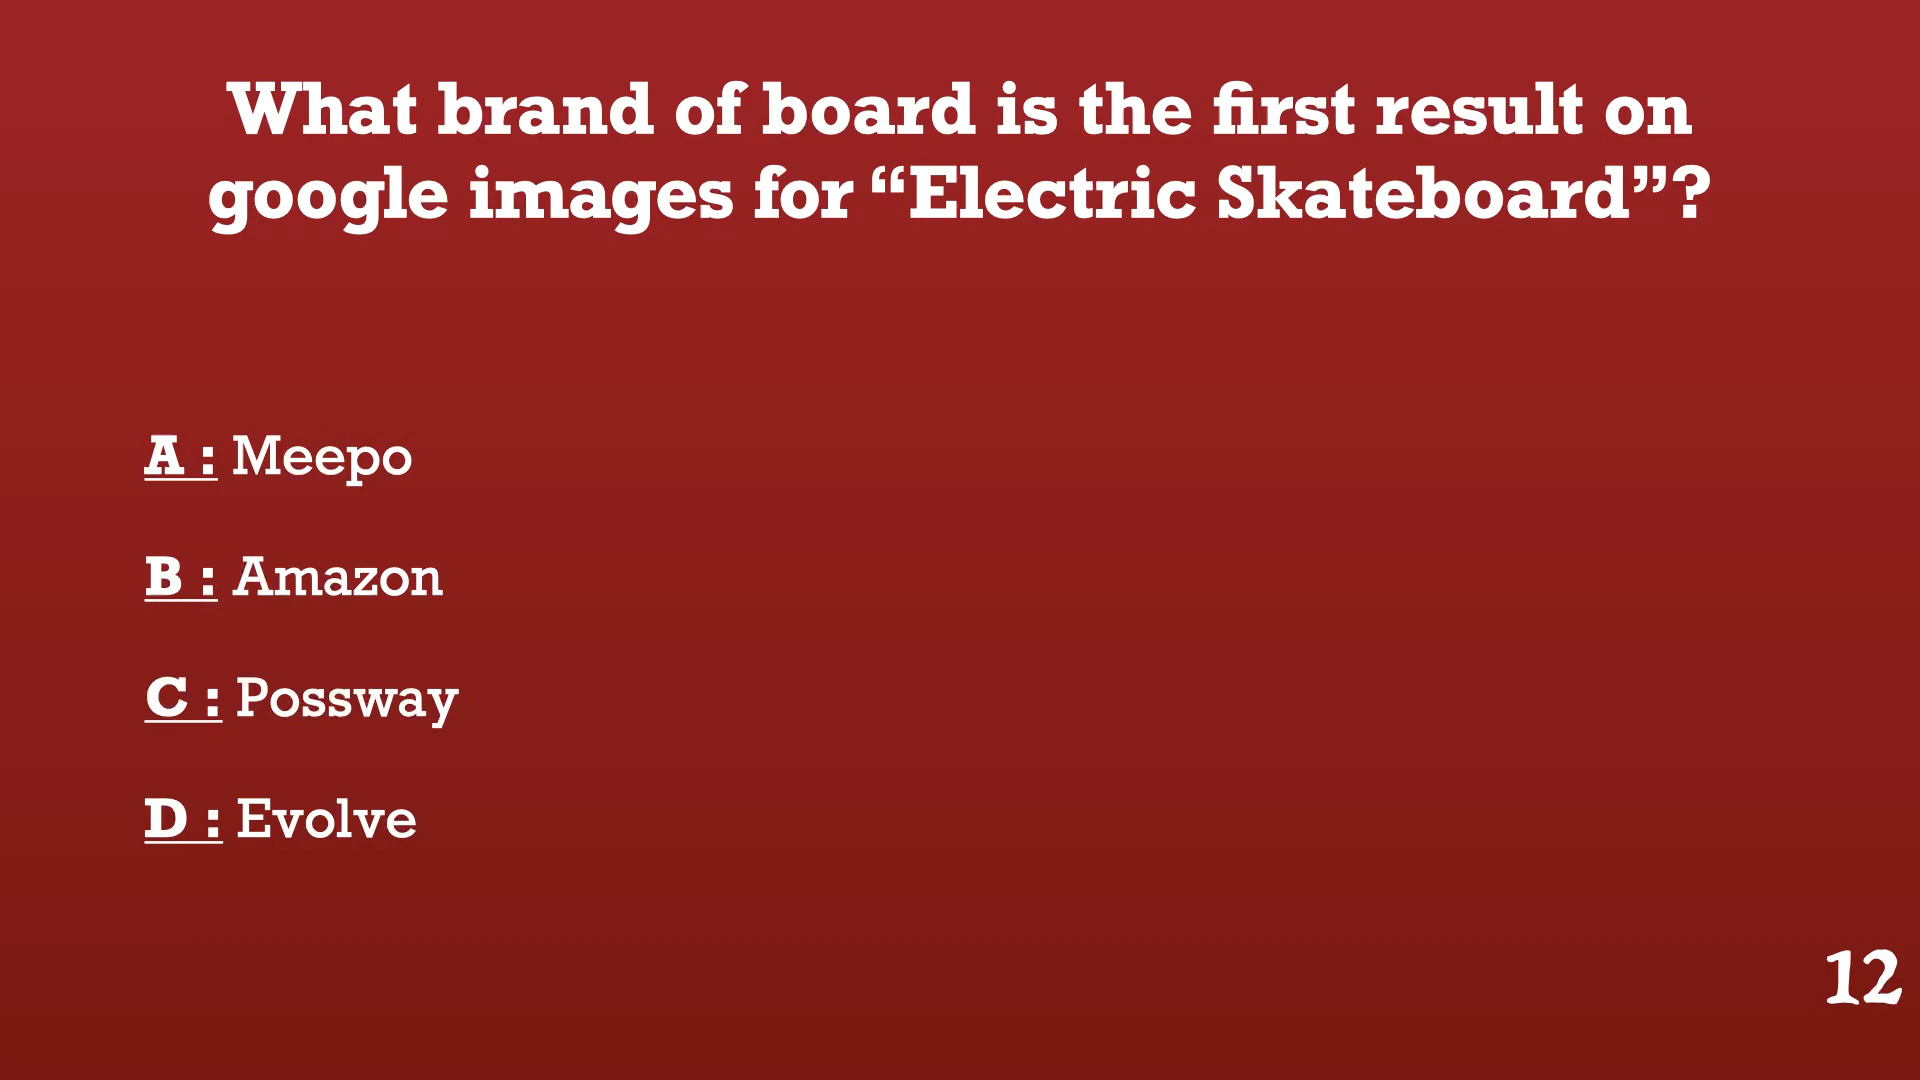 What brand of board is the first result on
google images for “Electric Skateboard”?
A : Meepo
B : Amazon
C : Possway
D : Evolve
12